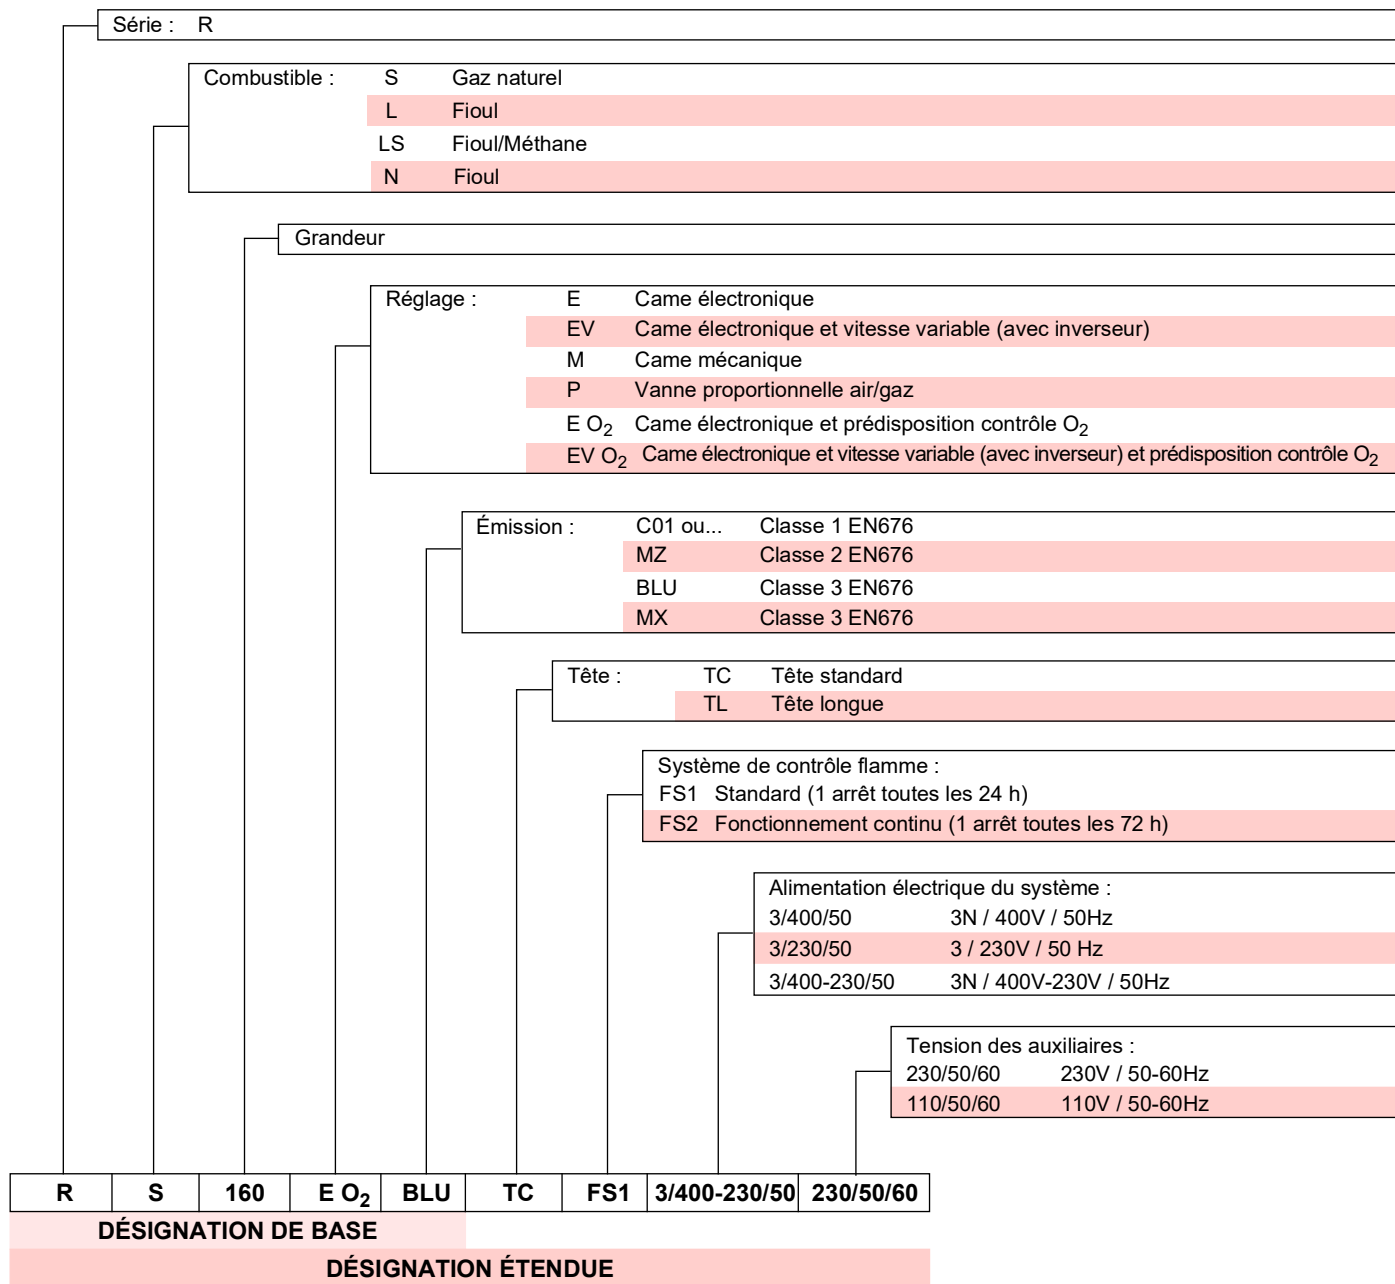 Série : R
Combustible : S Gaz naturel
L Fioul
LS Fioul/Méthane
N Fioul
Grandeur
Réglage : E Came électronique
EV Came électronique et vitesse variable (avec inverseur)
M Came mécanique
P Vanne proportionnelle air/gaz
E O2 Came électronique et prédisposition contrôle O2
EV O2 Came électronique et vitesse variable (avec inverseur) et prédisposition contrôle O2
Émission : C01 ou... Classe 1 EN676
MZ Classe 2 EN676
BLU Classe 3 EN676
MX Classe 3 EN676
Tête : TC Tête standard
TL Tête longue
Système de contrôle flamme :
FS1 Standard (1 arrêt toutes les 24 h)
FS2 Fonctionnement continu (1 arrêt toutes les 72 h)
Alimentation électrique du système :
3/400/50 3N / 400V / 50Hz
3/230/50 3 / 230V / 50 Hz
3/400-230/50 3N / 400V-230V / 50Hz
Tension des auxiliaires :
230/50/60 230V / 50-60Hz
110/50/60 110V / 50-60Hz
R S 160 E O2 BLU TC FS1 3/400-230/50 230/50/60
DÉSIGNATION DE BASE
DÉSIGNATION ÉTENDUE